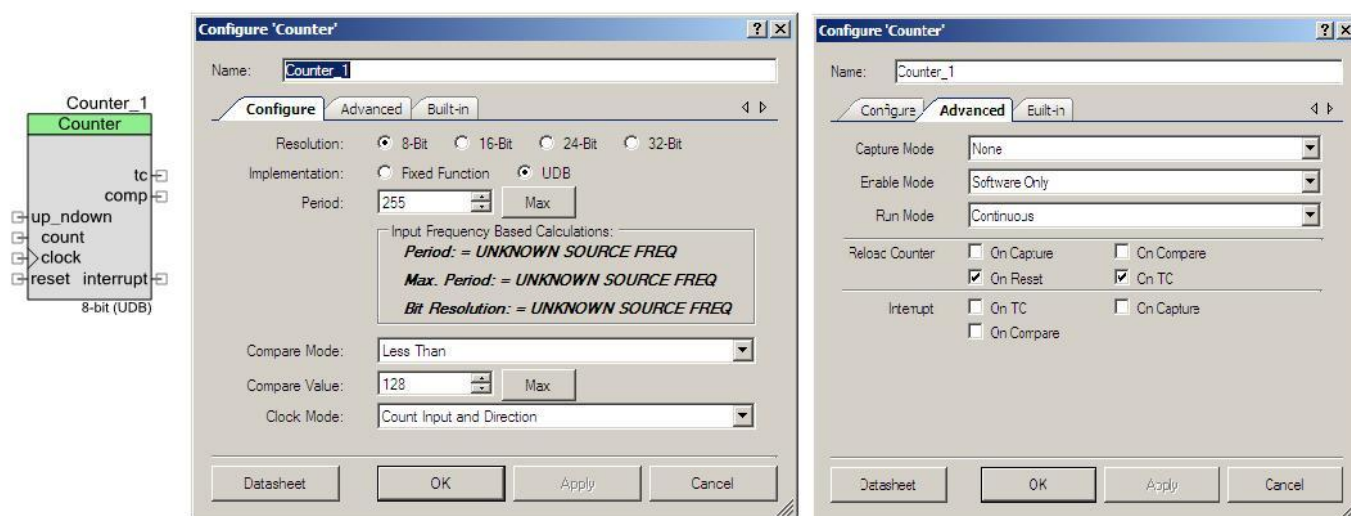 Counter_1
Counter
tc
comp
up_ndown
count
clock
reset interrupt
8-bit (UDB)
Configure 'Counter'
Name: Counter_1
Configure Advanced Built-in
Resolution: 8-Bit 16-Bit 24-Bit 32-Bit
Implementation: Fixed Function UDB
Period: 255 Max
Input Frequency Based Calculations:
Period: = UNKNOWN SOURCE FREQ
Max. Period: = UNKNOWN SOURCE FREQ
Bit Resolution: = UNKNOWN SOURCE FREQ
Compare Mode: Less Than
Compare Value: 128 Max
Clock Mode: Count Input and Direction
Datasheet OK Apply Cancel
Configure 'Counter'
Name: Counter_1
Configure Advanced Built-in
Capture Mode None
Enable Mode Software Only
Run Mode Continuous
Reload Counter On Capture On Compare
On Reset On TC
Interrupt On TC On Capture
On Compare
Datasheet OK Apply Cancel